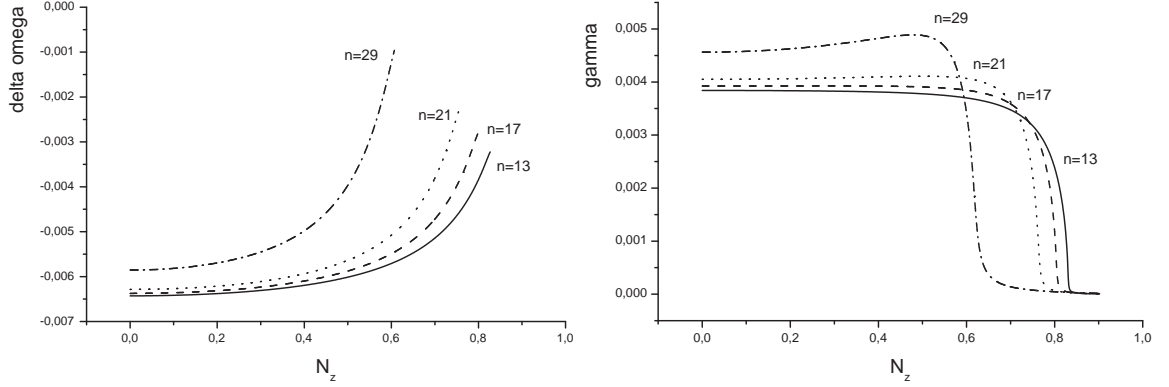 delta omega
0,000
-0,001
-0,002
-0,003
-0,004
-0,005
-0,006
-0,007
0,0
0,2
0,4
0,6
0,8
1,0
N_z
n=29
n=21
n=17
n=13
gamma
0,005
0,004
0,003
0,002
0,001
0,000
0,0
0,2
0,4
0,6
0,8
1,0
N_z
n=29
n=21
n=17
n=13